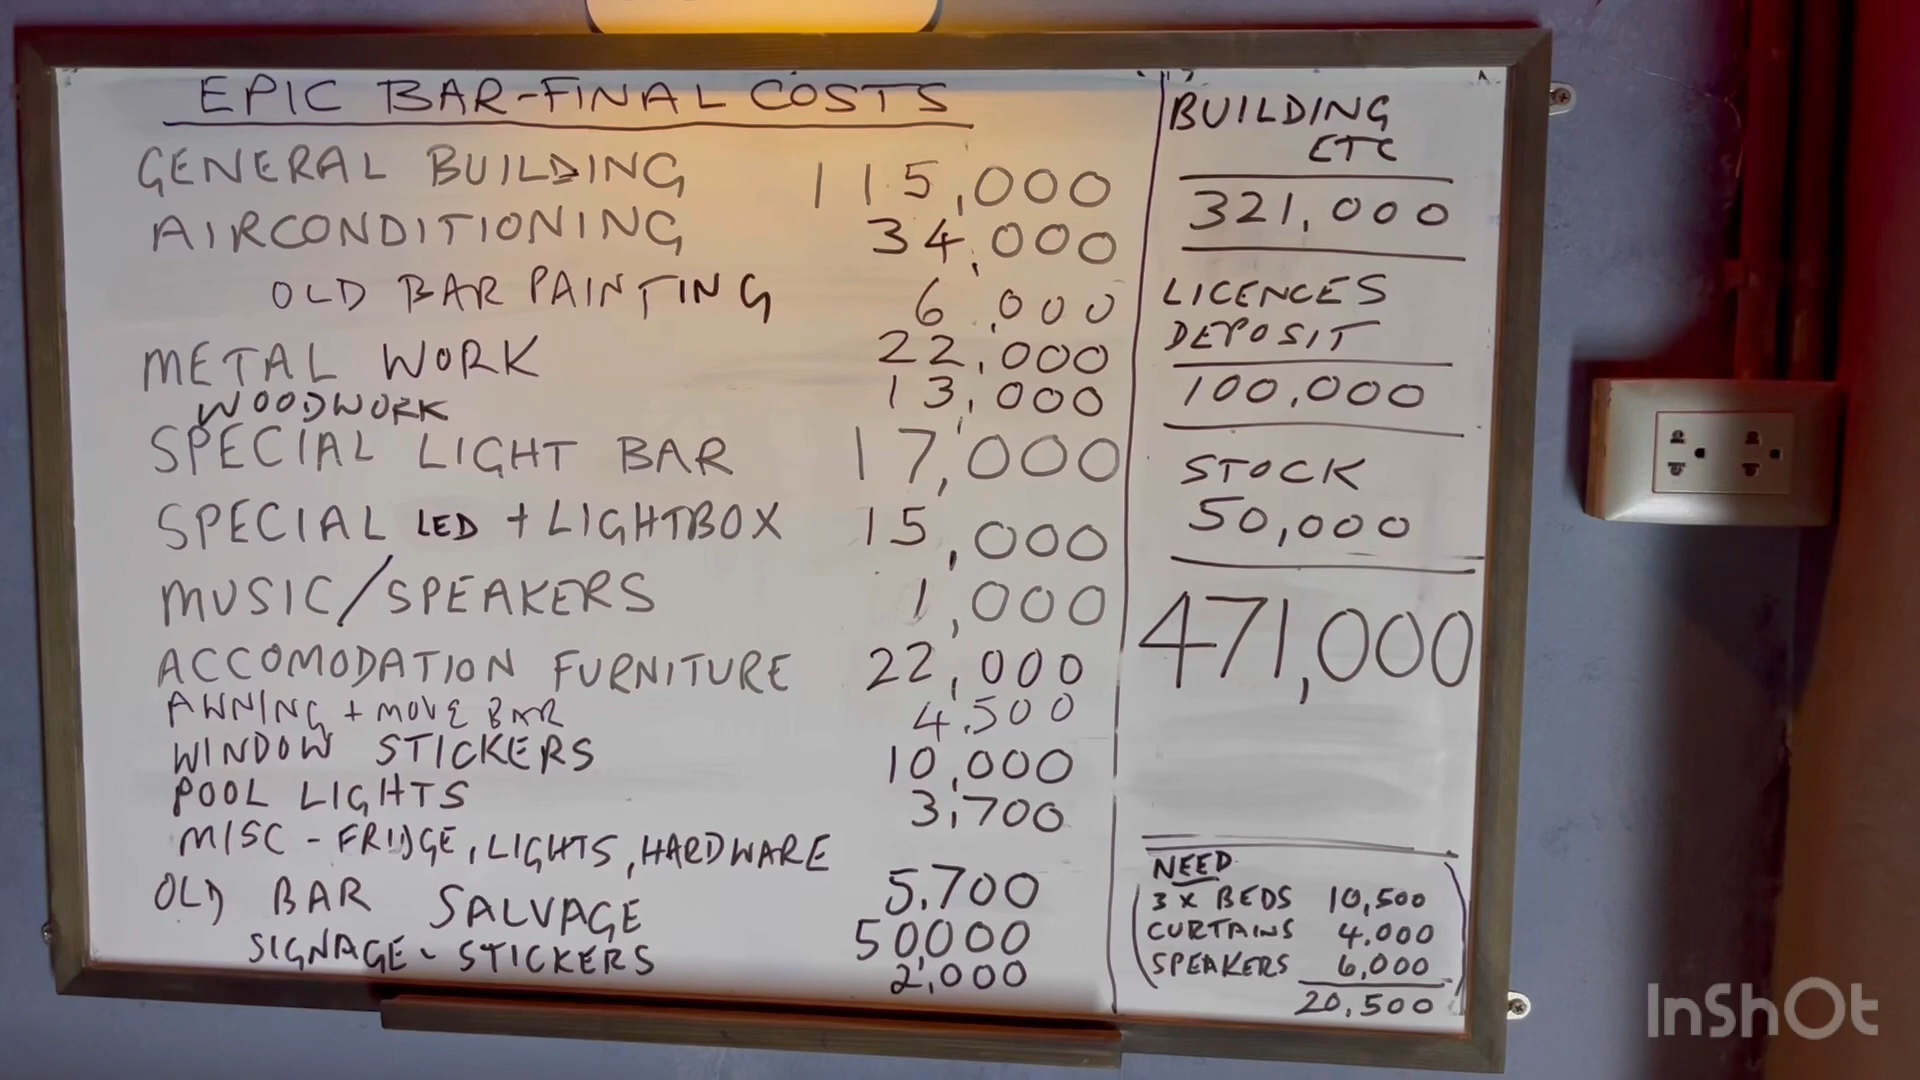 EPIC BAR-FINAL COSTS
GENERAL BUILDING 115,000
AIRCONDITIONING 34,000
OLD BAR PAINTING 6,000
METAL WORK 22,000
WOODWORK 13,000
SPECIAL LIGHT BAR 17,000
SPECIAL LED + LIGHTBOX 15,000
MUSIC/SPEAKERS 1,000
ACCOMODATION FURNITURE 22,000
AWNING + MOVE BAR 4.500
WINDOW STICKERS 10,000
POOL LIGHTS 3,700
MISC - FRIDGE, LIGHTS, HARDWARE 5,700
OLD BAR SALVAGE 50,000
SIGNAGE - STICKERS 2,000
BUILDING
ETC
321,000
LICENCES
DEPOSIT
100,000
STOCK
50,000
471,000
NEED
3 X BEDS 10,500
CURTAINS 4,000
SPEAKERS 6,000
20,500
InShOt